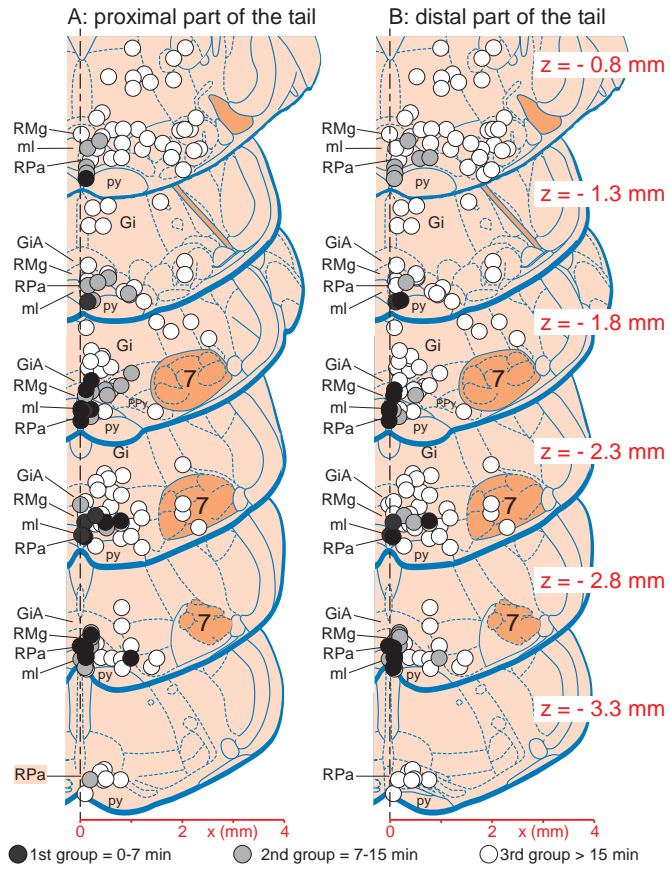 A: proximal part of the tail
B: distal part of the tail
z = - 0.8 mm
RMg
ml
RPa
py
RMg
ml
RPa
py
z = - 1.3 mm
Gi
GiA
RMg
RPa
ml
py
Gi
GiA
RMg
RPa
ml
py
z = - 1.8 mm
Gi
GiA
RMg
ml
RPa
PPy
py
7
Gi
GiA
RMg
ml
RPa
PPy
py
7
z = - 2.3 mm
Gi
GiA
RMg
ml
RPa
py
7
Gi
GiA
RMg
ml
RPa
py
7
z = - 2.8 mm
GiA
RMg
RPa
ml
py
7
GiA
RMg
RPa
ml
py
7
z = - 3.3 mm
RPa
py
RPa
py
0 2 4
x (mm)
0 2 4
x (mm)
1st group = 0-7 min
2nd group = 7-15 min
3rd group > 15 min